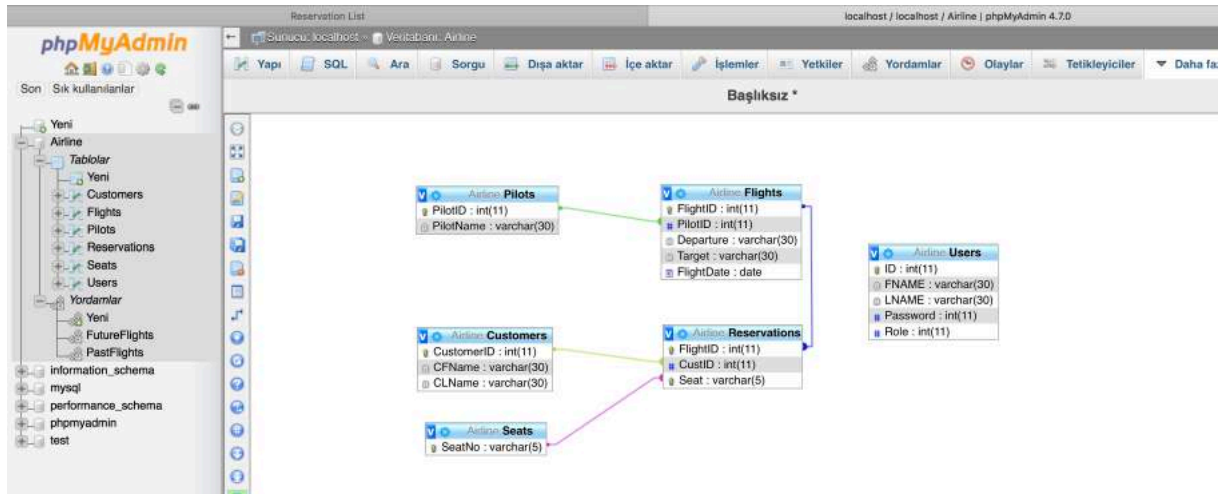 Reservation List
localhost / localhost / Airline | phpMyAdmin 4.7.0
phpMyAdmin
Son Sık kullanılanlar
Yeni
Airline
Tablolar
Yeni
Customers
Flights
Pilots
Reservations
Seats
Users
Yordamlar
Yeni
FutureFlights
PastFlights
information_schema
mysql
performance_schema
phpmyadmin
test
Sunucu: localhost » Veritabanı: Airline
Yapı SQL Ara Sorgu Dışa aktar İçe aktar İşlemler Yetkiler Yordamlar Olaylar Tetikleyiciler Daha faz
Başlıksız *
V Airline Pilots
PilotID : int(11)
PilotName : varchar(30)
V Airline Flights
FlightID : int(11)
# PilotID : int(11)
Departure : varchar(30)
Target : varchar(30)
FlightDate : date
V Airline Users
ID : int(11)
FNAME : varchar(30)
LNAME : varchar(30)
# Password : int(11)
# Role : int(11)
V Airline Customers
CustomerID : int(11)
CFName : varchar(30)
CLName : varchar(30)
V Airline Reservations
FlightID : int(11)
# CustID : int(11)
Seat : varchar(5)
V Airline Seats
SeatNo : varchar(5)